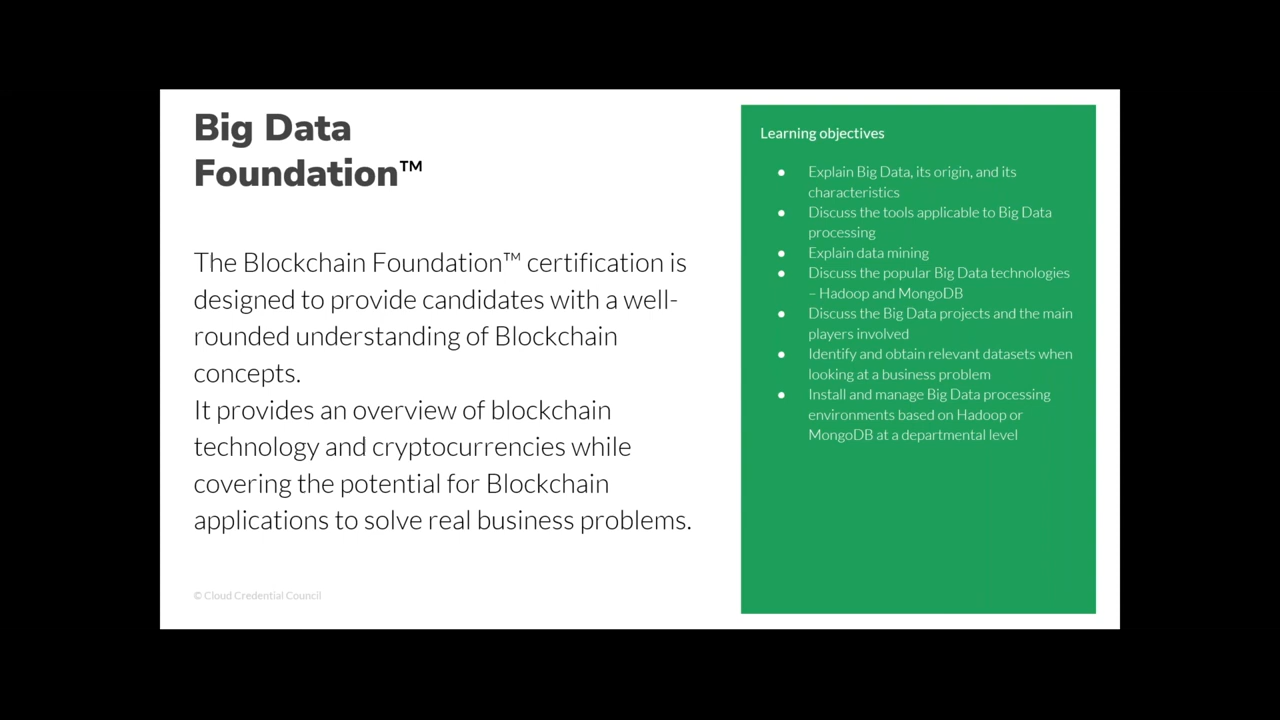 Big Data
Foundation™
The Blockchain Foundation™ certification is
designed to provide candidates with a well-
rounded understanding of Blockchain
concepts.
It provides an overview of blockchain
technology and cryptocurrencies while
covering the potential for Blockchain
applications to solve real business problems.
© Cloud Credential Council
Learning objectives
● Explain Big Data, its origin, and its
characteristics
● Discuss the tools applicable to Big Data
processing
● Explain data mining
● Discuss the popular Big Data technologies
– Hadoop and MongoDB
● Discuss the Big Data projects and the main
players involved
● Identify and obtain relevant datasets when
looking at a business problem
● Install and manage Big Data processing
environments based on Hadoop or
MongoDB at a departmental level